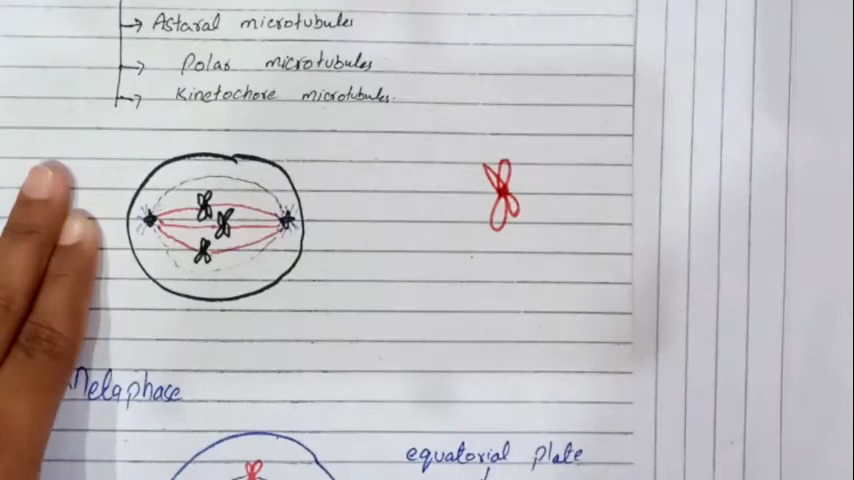 Astaral microtubules
Polar microtubules
Kinetochore microtubules.
Metaphase
equatorial plate